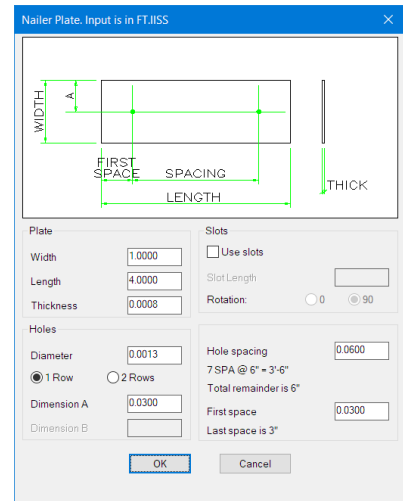 Nailer Plate. Input is in FT.IISS
WIDTH
A
FIRST
SPACE
SPACING
LENGTH
THICK
Plate
Width 1.0000
Length 4.0000
Thickness 0.0008
Slots
Use slots
Slot Length
Rotation: 0 90
Holes
Diameter 0.0013
1 Row 2 Rows
Dimension A 0.0300
Dimension B
Hole spacing 0.0600
7 SPA @ 6" = 3'-6"
Total remainder is 6"
First space 0.0300
Last space is 3"
OK Cancel